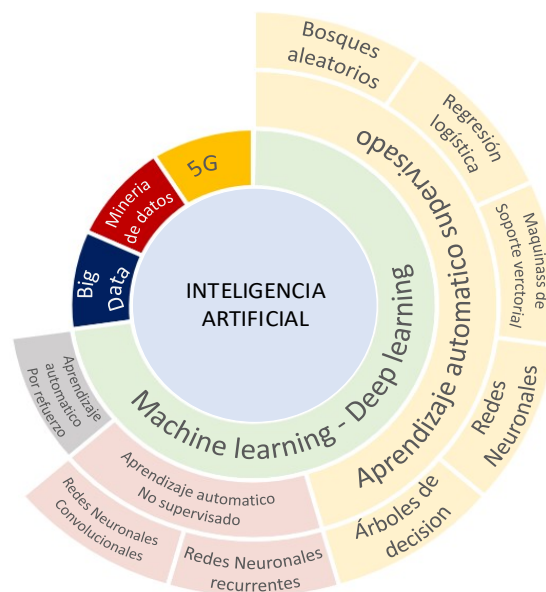 INTELIGENCIA
ARTIFICIAL
Machine learning - Deep learning
Big
Data
Mineria
de datos
5G
Aprendizaje automatico supervisado
Bosques
aleatorios
Regresión
logística
Maquinass de
Soporte verctorial
Redes
Neuronales
Árboles de
decision
Aprendizaje automatico
No supervisado
Redes Neuronales
recurrentes
Redes Neuronales
Convolucionales
Aprendizaje
automatico
Por refuerzo